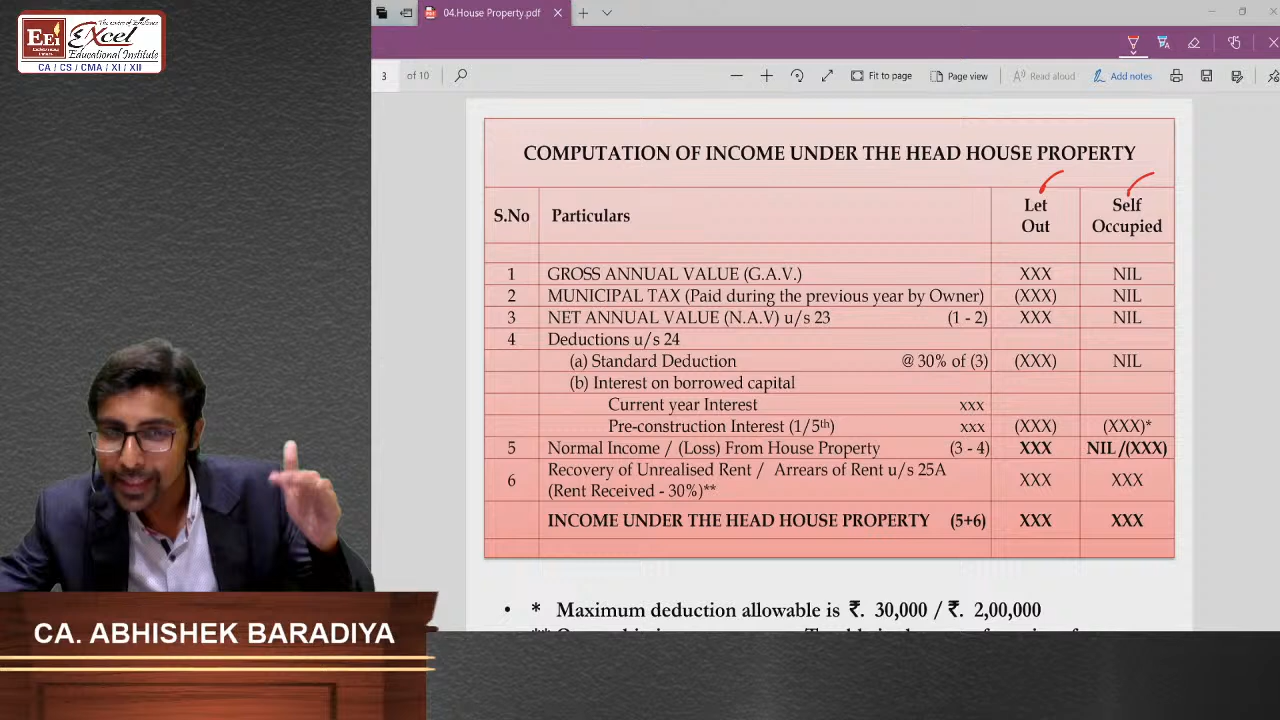 The aroma of Excellence
EEi
Excel
Educational Institute
CA / CS / CMA / XI / XII
04.House Property.pdf
3 of 10
Fit to page
Page view
Read aloud
Add notes
COMPUTATION OF INCOME UNDER THE HEAD HOUSE PROPERTY
S.No Particulars Let Out Self Occupied
1 GROSS ANNUAL VALUE (G.A.V.) XXX NIL
2 MUNICIPAL TAX (Paid during the previous year by Owner) (XXX) NIL
3 NET ANNUAL VALUE (N.A.V) u/s 23 (1 - 2) XXX NIL
4 Deductions u/s 24
(a) Standard Deduction @ 30% of (3) (XXX) NIL
(b) Interest on borrowed capital
Current year Interest xxx
Pre-construction Interest (1/5th) xxx (XXX) (XXX)*
5 Normal Income / (Loss) From House Property (3 - 4) XXX NIL /(XXX)
6 Recovery of Unrealised Rent / Arrears of Rent u/s 25A XXX XXX
(Rent Received - 30%)**
INCOME UNDER THE HEAD HOUSE PROPERTY (5+6) XXX XXX
• * Maximum deduction allowable is ₹. 30,000 / ₹. 2,00,000
CA. ABHISHEK BARADIYA